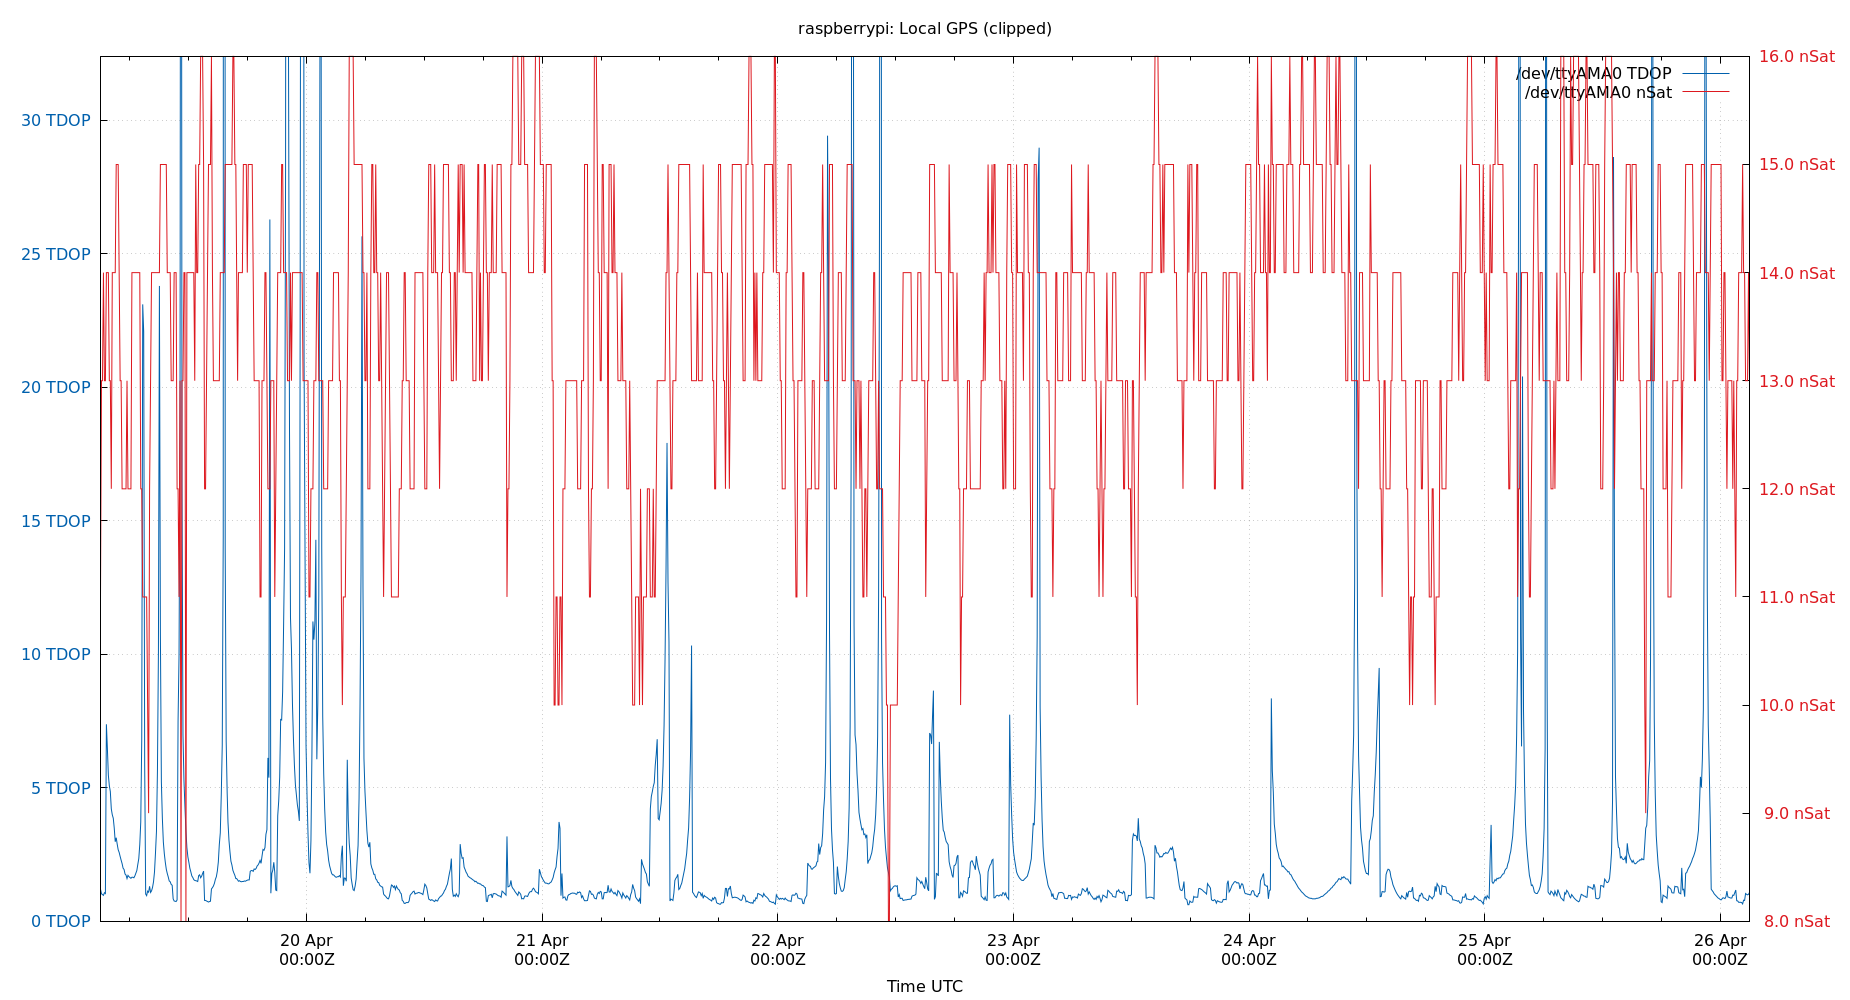 raspberrypi: Local GPS (clipped)
/dev/ttyAMA0 TDOP
/dev/ttyAMA0 nSat
30 TDOP
25 TDOP
20 TDOP
15 TDOP
10 TDOP
5 TDOP
0 TDOP
16.0 nSat
15.0 nSat
14.0 nSat
13.0 nSat
12.0 nSat
11.0 nSat
10.0 nSat
9.0 nSat
8.0 nSat
20 Apr
00:00Z
21 Apr
00:00Z
22 Apr
00:00Z
23 Apr
00:00Z
24 Apr
00:00Z
25 Apr
00:00Z
26 Apr
00:00Z
Time UTC